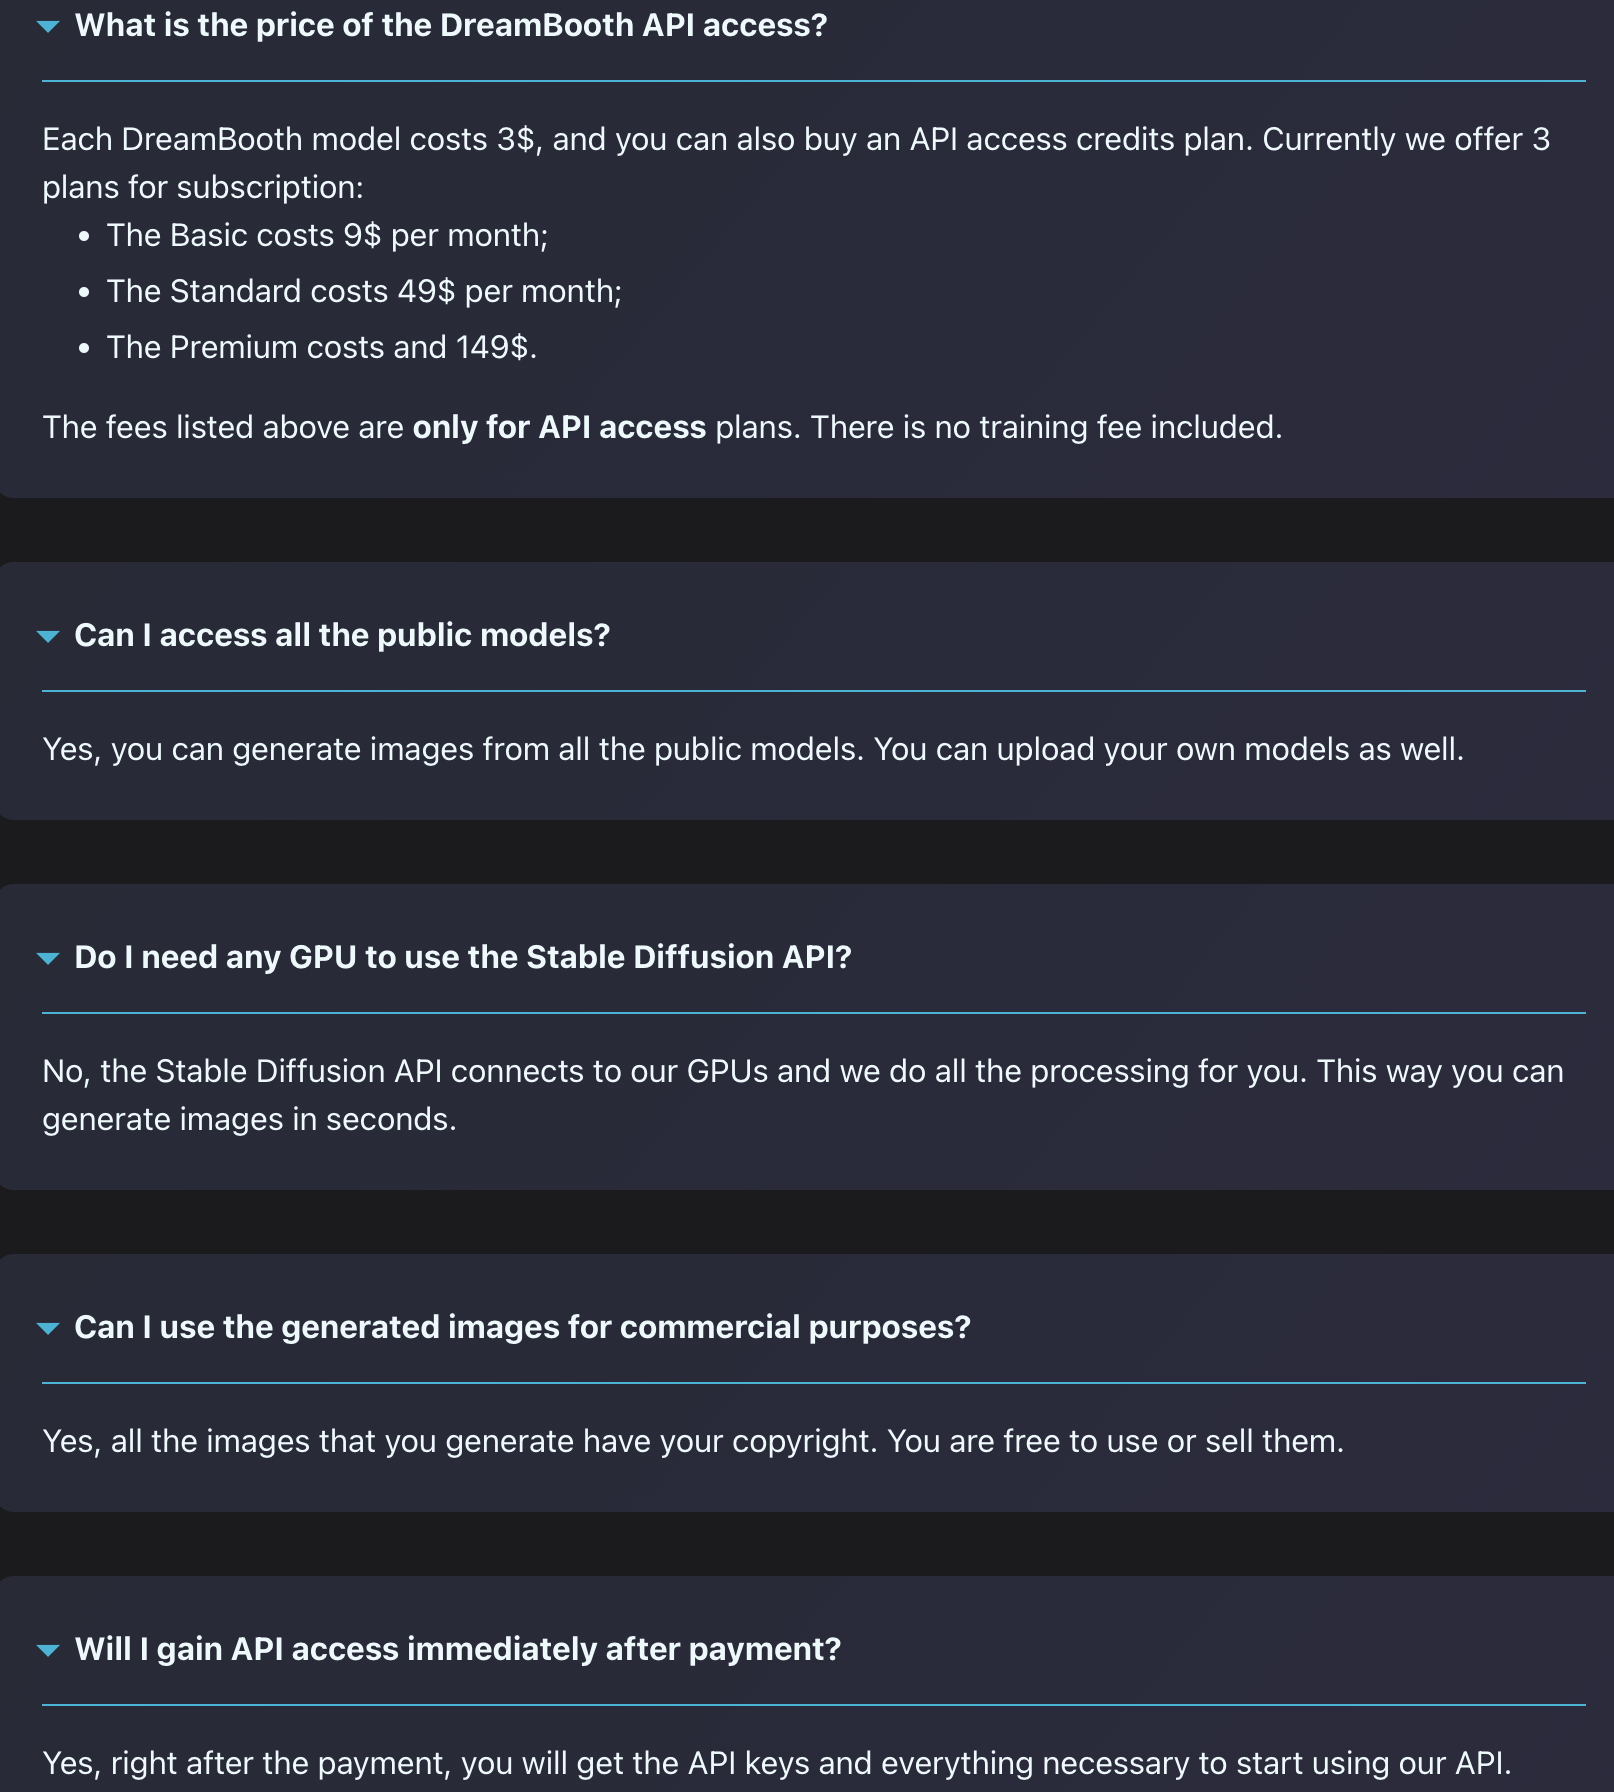 What is the price of the DreamBooth API access?
Each DreamBooth model costs 3$, and you can also buy an API access credits plan. Currently we offer 3
plans for subscription:
• The Basic costs 9$ per month;
• The Standard costs 49$ per month;
• The Premium costs and 149$.
The fees listed above are only for API access plans. There is no training fee included.
Can I access all the public models?
Yes, you can generate images from all the public models. You can upload your own models as well.
Do I need any GPU to use the Stable Diffusion API?
No, the Stable Diffusion API connects to our GPUs and we do all the processing for you. This way you can
generate images in seconds.
Can I use the generated images for commercial purposes?
Yes, all the images that you generate have your copyright. You are free to use or sell them.
Will I gain API access immediately after payment?
Yes, right after the payment, you will get the API keys and everything necessary to start using our API.